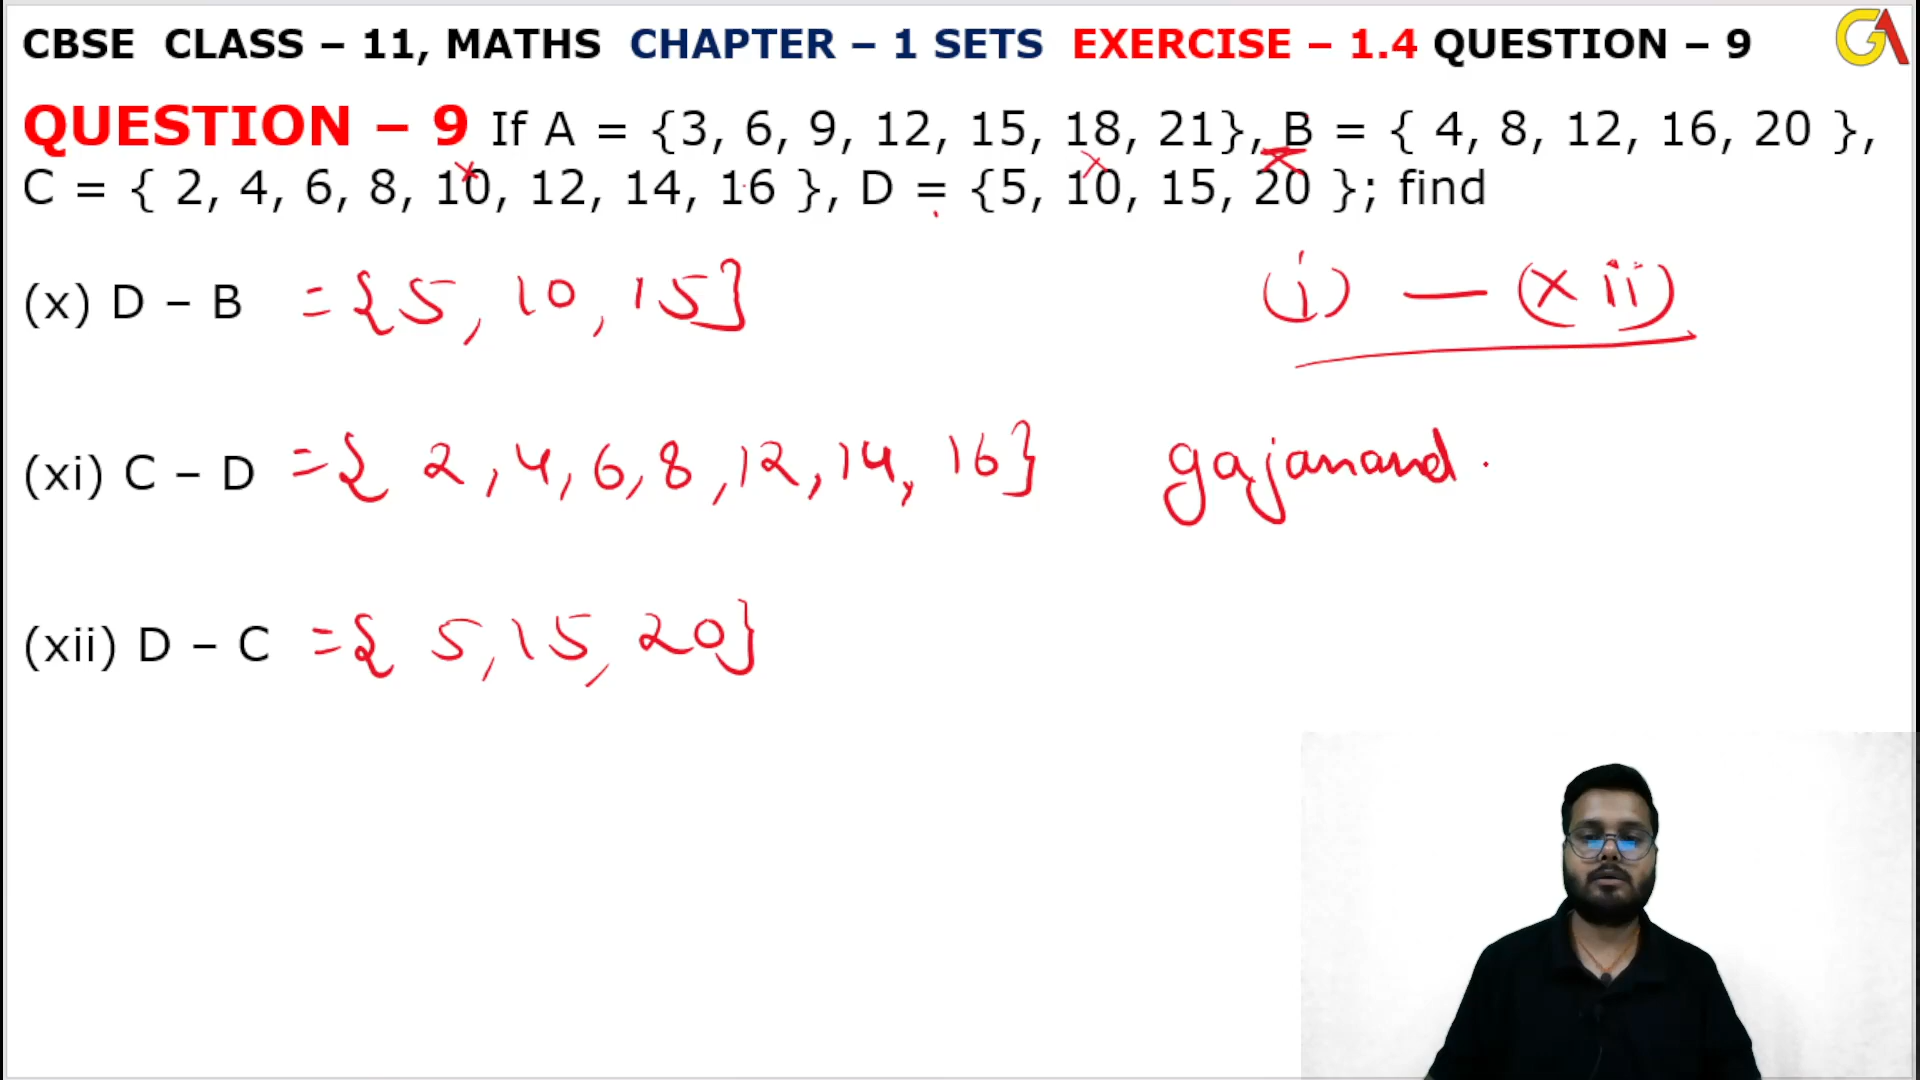 CBSE CLASS – 11, MATHS CHAPTER – 1 SETS EXERCISE – 1.4 QUESTION – 9
GA
QUESTION – 9 If A = {3, 6, 9, 12, 15, 18, 21}, B = { 4, 8, 12, 16, 20 },
C = { 2, 4, 6, 8, 10, 12, 14, 16 }, D = {5, 10, 15, 20 }; find
(x) D – B = {5, 10, 15}
(i) — (xii)
(xi) C – D = { 2, 4, 6, 8, 12, 14, 16}
gajanand.
(xii) D – C = { 5, 15, 20}